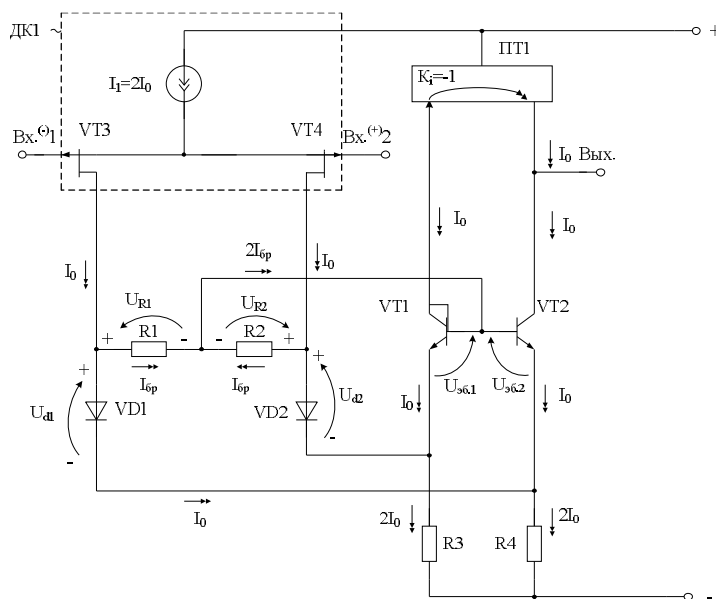 ДК1 ~
+
ПТ1
I₁=2I₀
Ki=-1
Вх.(-)1
VT3
VT4
Вх.(+)2
I₀ Вых.
I₀
I₀
2Iбр
I₀
I₀
UR1
UR2
VT1
VT2
+
-
-
+
R1
R2
+
+
Iбр
Iбр
Uэб.1
Uэб.2
Ud1
VD1
VD2
Ud2
I₀
I₀
-
-
I₀
2I₀
2I₀
R3
R4
-